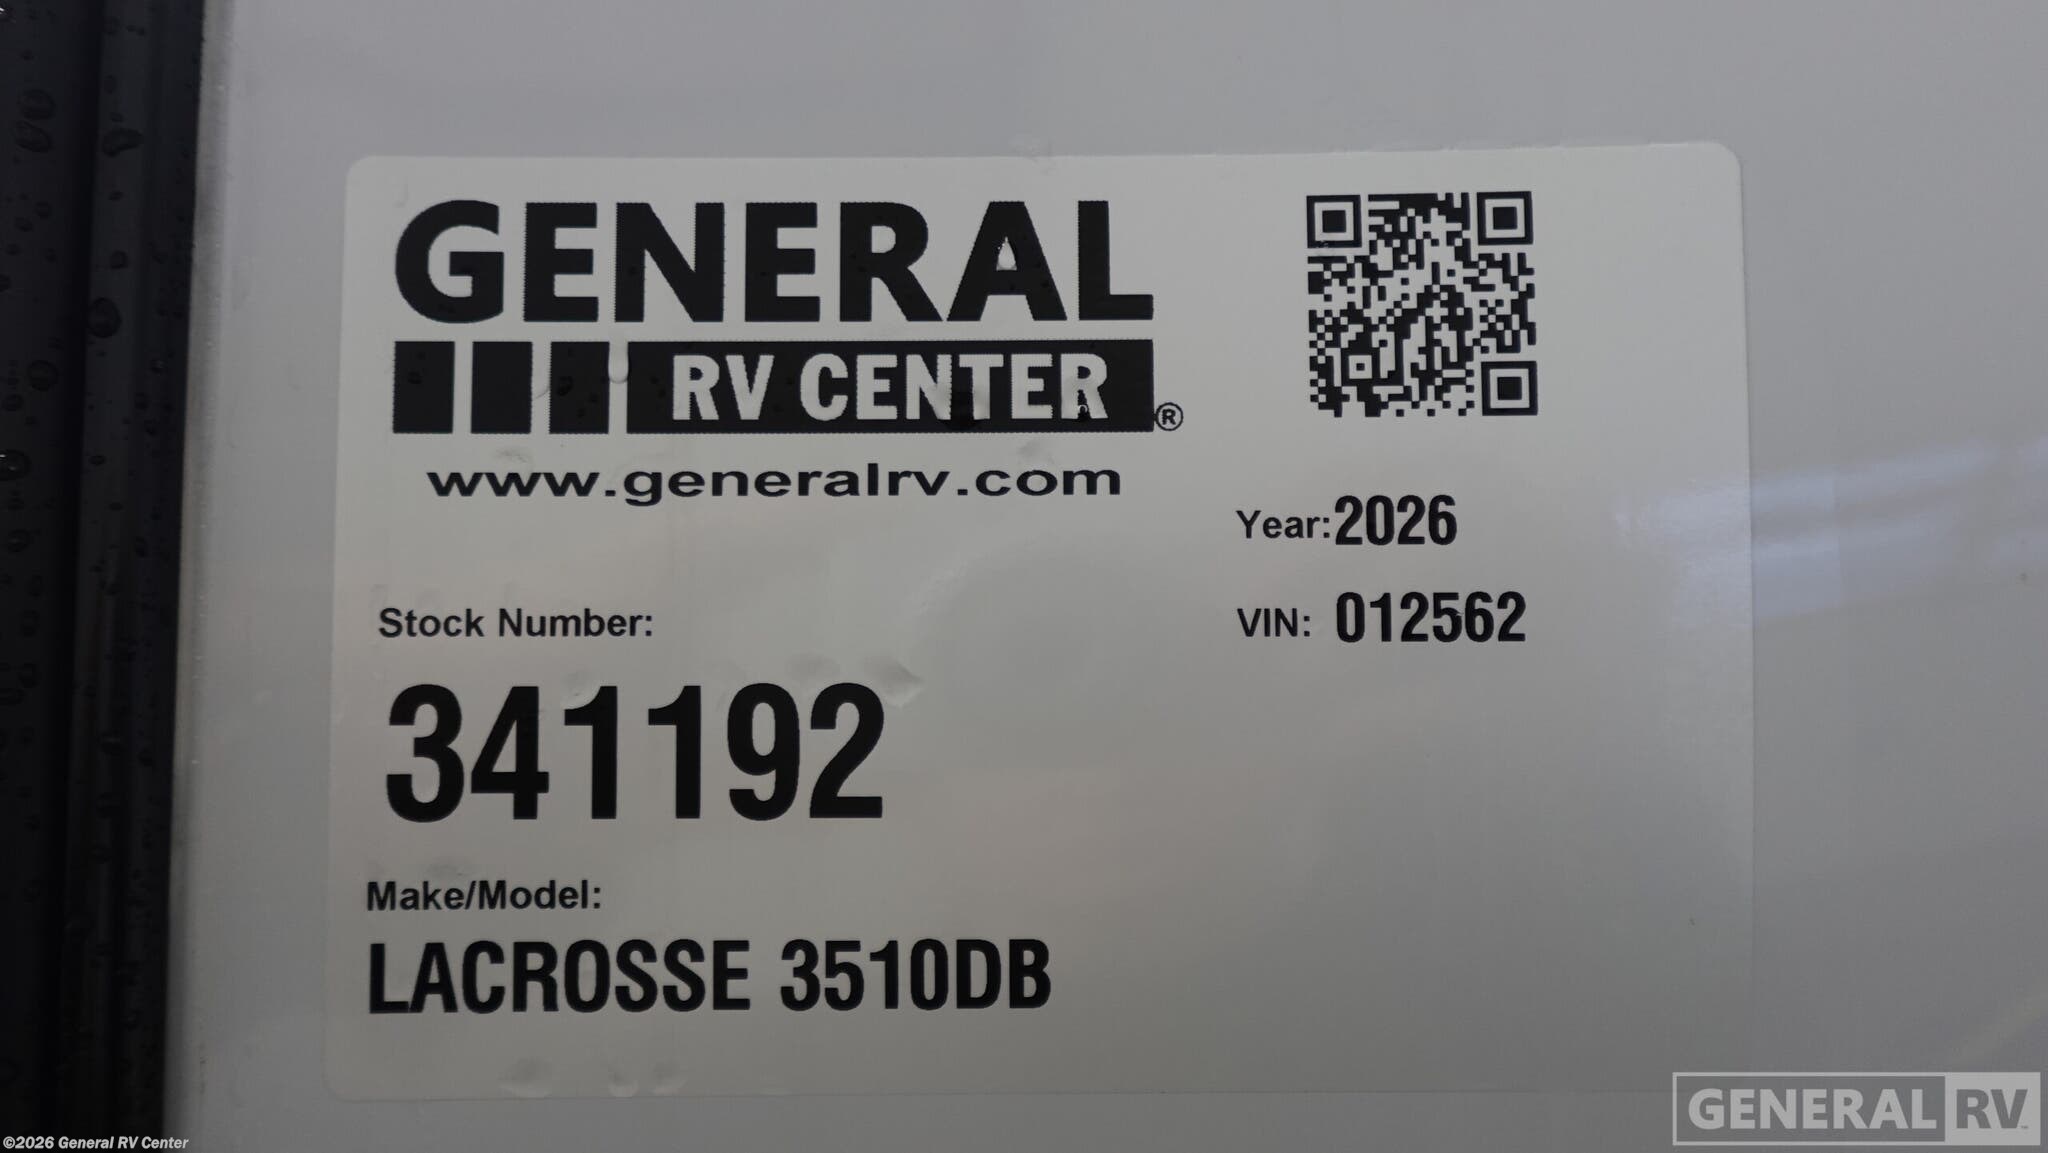 GENERAL
RV CENTER®
www.generalrv.com
Year:2026
VIN: 012562
Stock Number:
341192
Make/Model:
LACROSSE 3510DB
GENERAL RV™
©2026 General RV Center